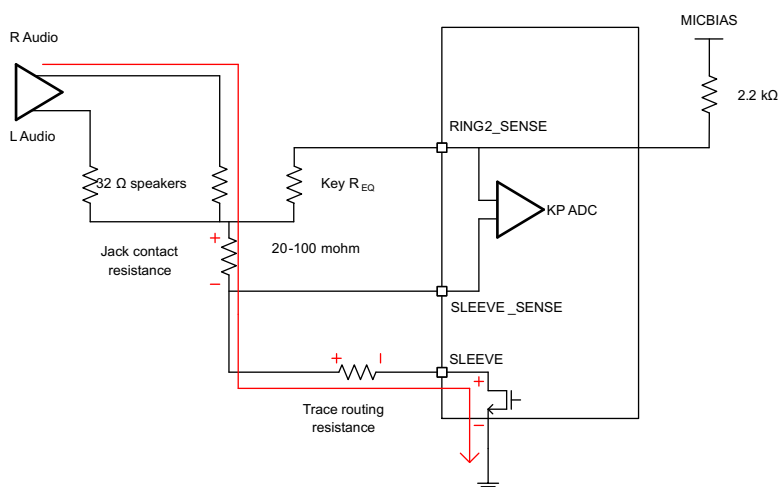 R Audio
MICBIAS
2.2 kΩ
L Audio
RING2_SENSE
32 Ω speakers
Key R EQ
KP ADC
+
20-100 mohm
Jack contact
resistance
–
SLEEVE _SENSE
+
–
SLEEVE
+
Trace routing
resistance
–